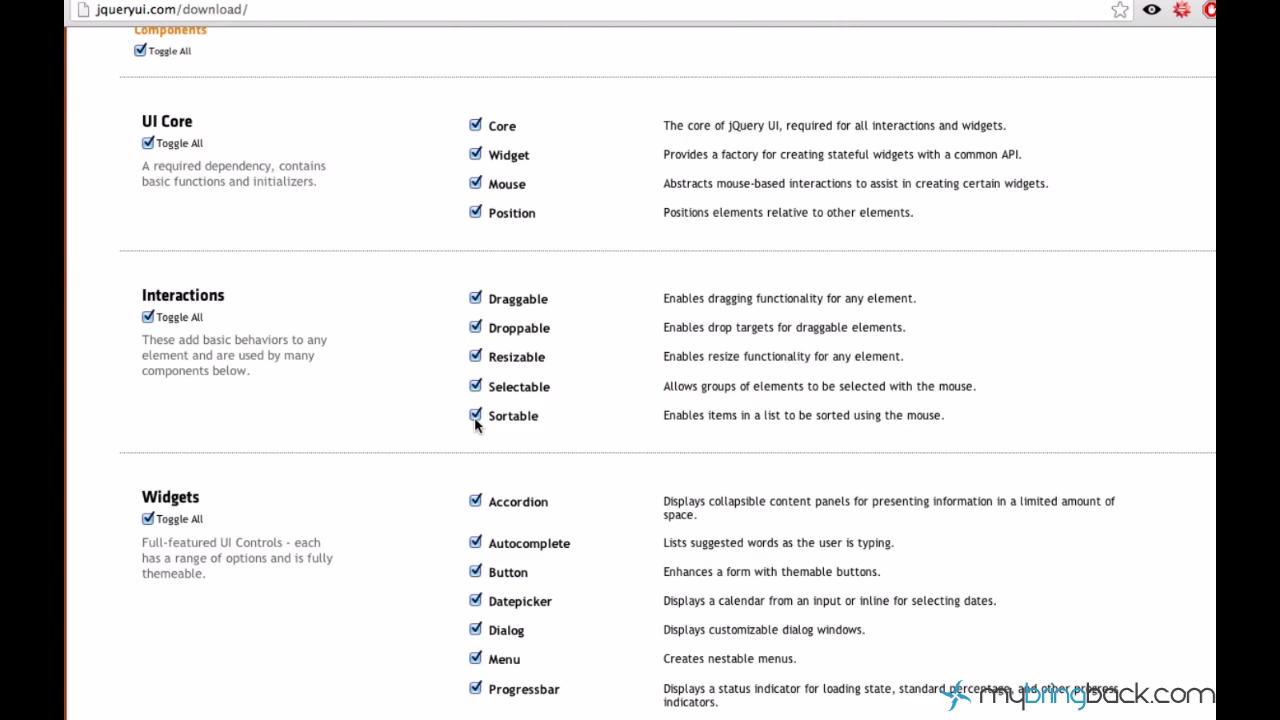 jqueryui.com/download/
Components
Toggle All
UI Core
Toggle All
A required dependency, contains
basic functions and initializers.
Core
The core of jQuery UI, required for all interactions and widgets.
Widget
Provides a factory for creating stateful widgets with a common API.
Mouse
Abstracts mouse-based interactions to assist in creating certain widgets.
Position
Positions elements relative to other elements.
Interactions
Toggle All
These add basic behaviors to any
element and are used by many
components below.
Draggable
Enables dragging functionality for any element.
Droppable
Enables drop targets for draggable elements.
Resizable
Enables resize functionality for any element.
Selectable
Allows groups of elements to be selected with the mouse.
Sortable
Enables items in a list to be sorted using the mouse.
Widgets
Toggle All
Full-featured UI Controls - each
has a range of options and is fully
themeable.
Accordion
Displays collapsible content panels for presenting information in a limited amount of
space.
Autocomplete
Lists suggested words as the user is typing.
Button
Enhances a form with themable buttons.
Datepicker
Displays a calendar from an input or inline for selecting dates.
Dialog
Displays customizable dialog windows.
Menu
Creates nestable menus.
Progressbar
Displays a status indicator for loading state, standard percentage, and other progress
indicators.
mybringback.com